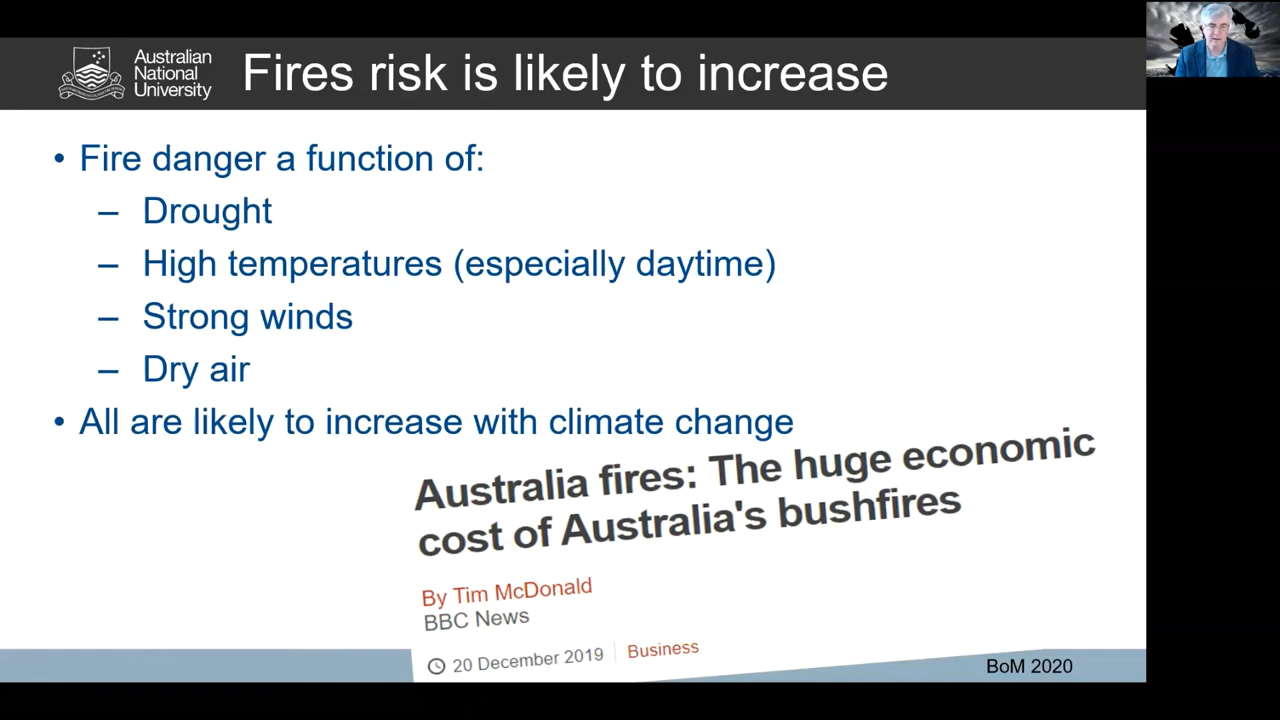 Australian
National
University
Fires risk is likely to increase
• Fire danger a function of:
– Drought
– High temperatures (especially daytime)
– Strong winds
– Dry air
• All are likely to increase with climate change
Australia fires: The huge economic
cost of Australia's bushfires
By Tim McDonald
BBC News
20 December 2019 | Business
BoM 2020